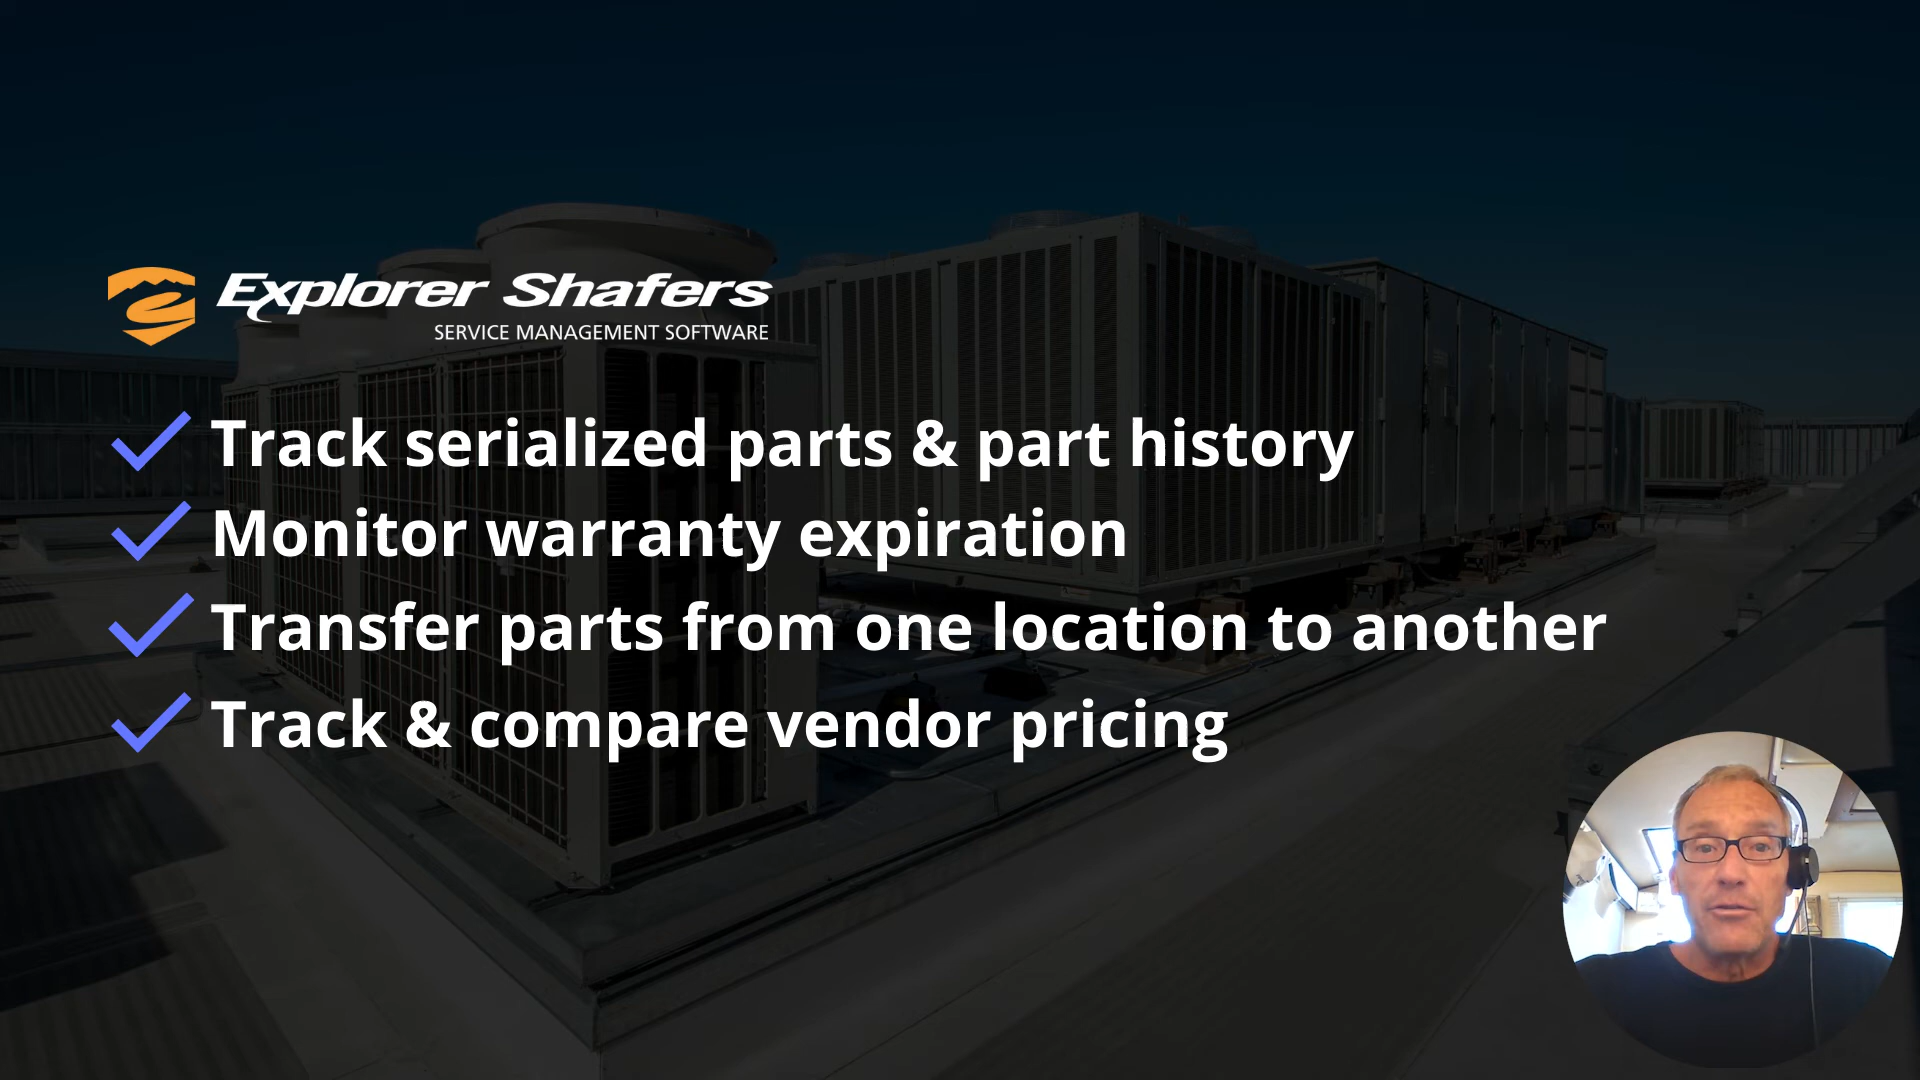 Explorer Shafers
SERVICE MANAGEMENT SOFTWARE
Track serialized parts & part history
Monitor warranty expiration
Transfer parts from one location to another
Track & compare vendor pricing